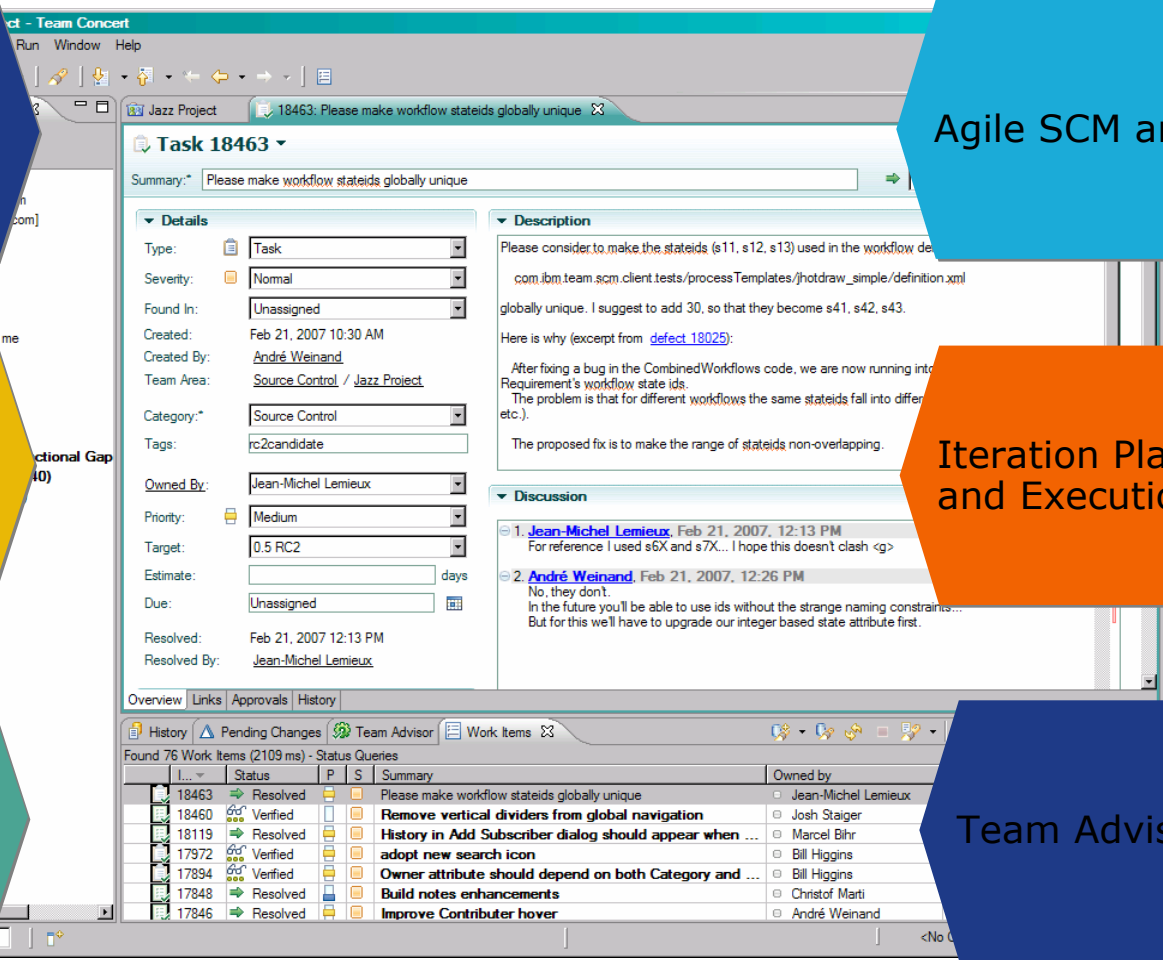 ect - Team Concert
Run Window Help
Jazz Project
18463: Please make workflow stateids globally unique
Task 18463
Summary:* Please make workflow stateids globally unique
com]
me
ctional Gap
40)
Details
Type: Task
Severity: Normal
Found In: Unassigned
Created: Feb 21, 2007 10:30 AM
Created By: André Weinand
Team Area: Source Control / Jazz Project
Category:* Source Control
Tags: rc2candidate
Owned By: Jean-Michel Lemieux
Priority: Medium
Target: 0.5 RC2
Estimate: days
Due: Unassigned
Resolved: Feb 21, 2007 12:13 PM
Resolved By: Jean-Michel Lemieux
Description
Please consider to make the stateids (s11, s12, s13) used in the workflow de
com.ibm.team.scm.client.tests/processTemplates/jhotdraw_simple/definition.xml
globally unique. I suggest to add 30, so that they become s41, s42, s43.
Here is why (excerpt from defect 18025):
After fixing a bug in the CombinedWorkflows code, we are now running into
Requirement's workflow state ids.
The problem is that for different workflows the same stateids fall into differ
etc.).
The proposed fix is to make the range of stateids non-overlapping.
Discussion
1. Jean-Michel Lemieux, Feb 21, 2007, 12:13 PM
For reference I used s6X and s7X... I hope this doesn't clash <g>
2. André Weinand, Feb 21, 2007, 12:26 PM
No, they don't.
In the future you'll be able to use ids without the strange naming constraints...
But for this we'll have to upgrade our integer based state attribute first.
Overview Links Approvals History
History Pending Changes Team Advisor Work Items
Found 76 Work Items (2109 ms) - Status Queries
I... Status P S Summary Owned by
18463 Resolved Please make workflow stateids globally unique Jean-Michel Lemieux
18460 Verified Remove vertical dividers from global navigation Josh Staiger
18119 Resolved History in Add Subscriber dialog should appear when ... Marcel Bihr
17972 Verified adopt new search icon Bill Higgins
17894 Verified Owner attribute should depend on both Category and ... Bill Higgins
17848 Resolved Build notes enhancements Christof Marti
17846 Resolved Improve Contributer hover André Weinand
<No
Agile SCM an
Iteration Pla
and Executio
Team Advis